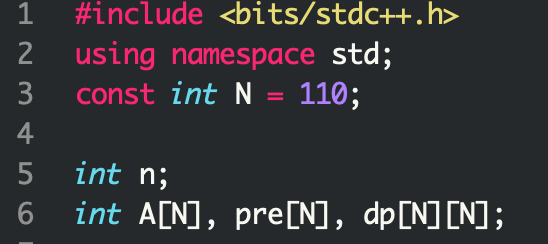 1 #include <bits/stdc++.h>
2 using namespace std;
3 const int N = 110;
4
5 int n;
6 int A[N], pre[N], dp[N][N];